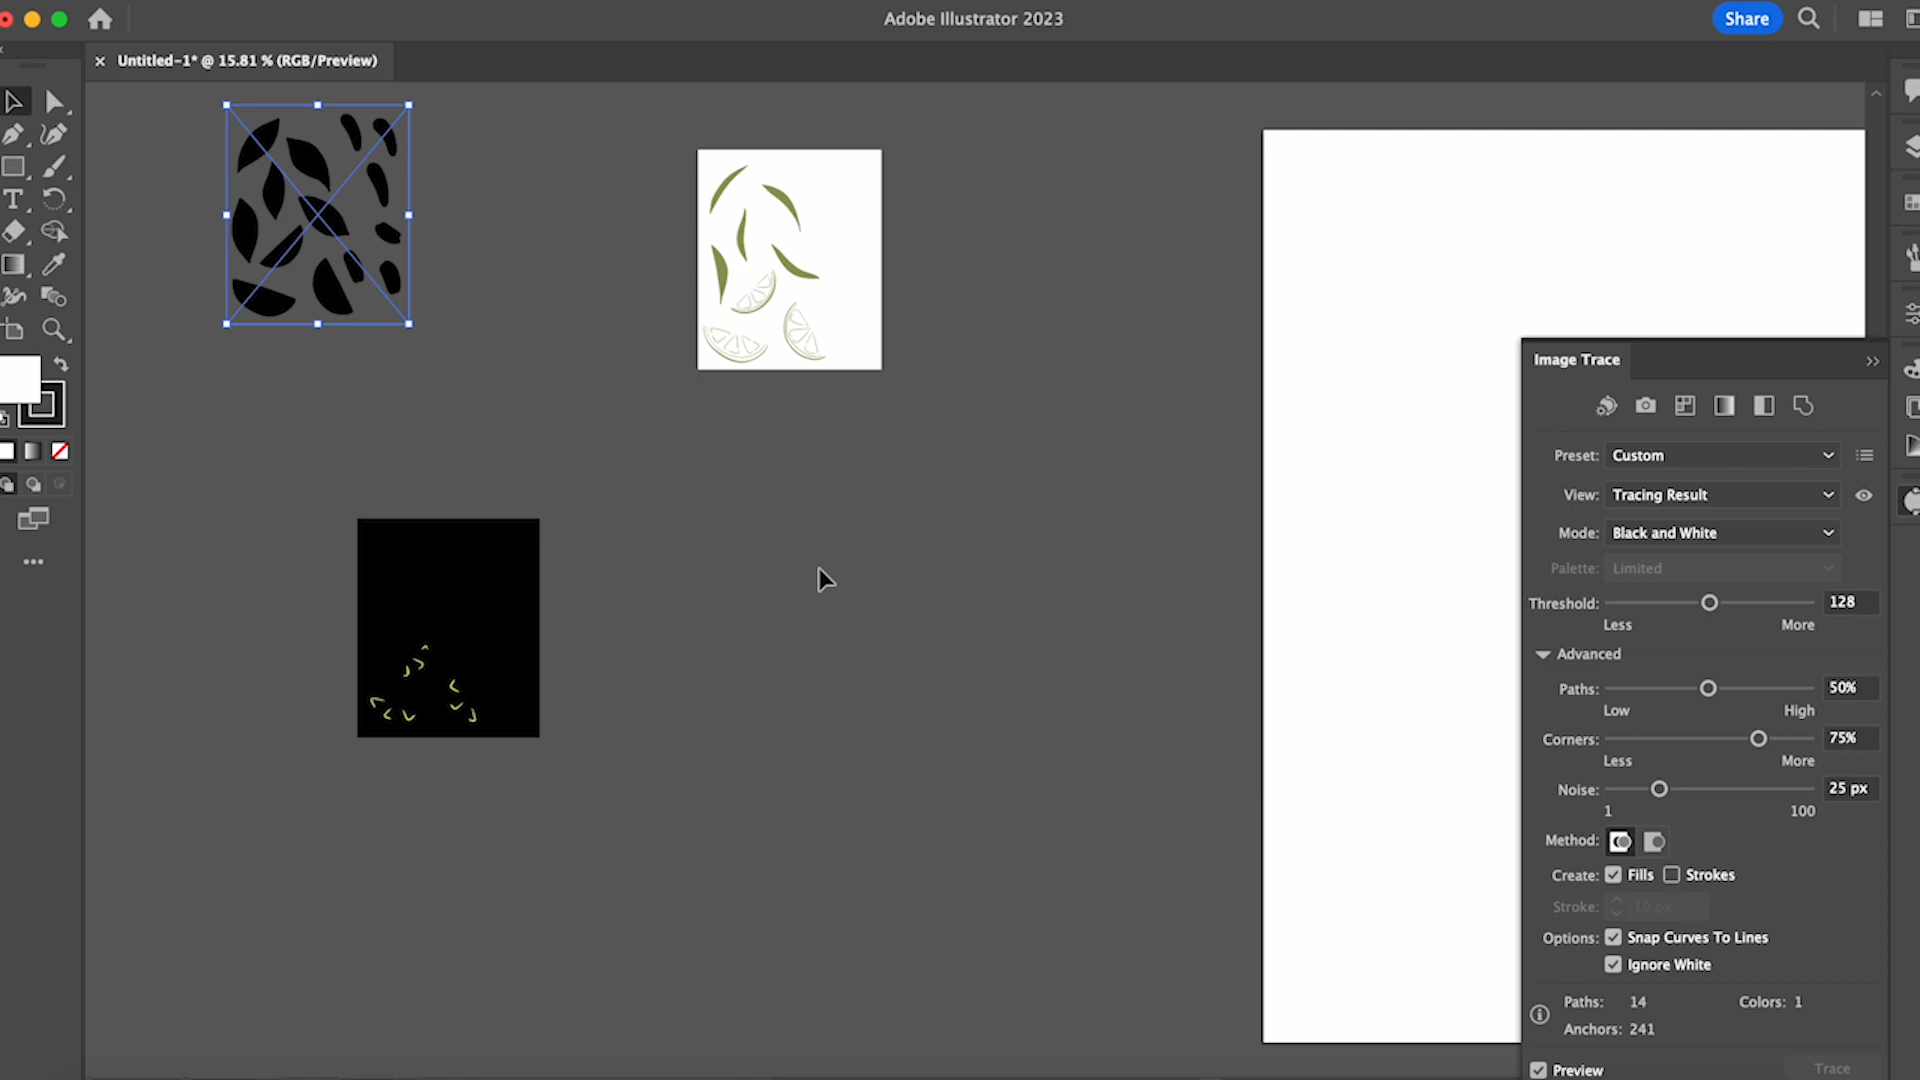 Adobe Illustrator 2023
Share
× Untitled-1* @ 15.81 % (RGB/Preview)
T
Image Trace
Preset: Custom
View: Tracing Result
Mode: Black and White
Palette: Limited
Threshold: 128
Less More
Advanced
Paths: 50%
Low High
Corners: 75%
Less More
Noise: 25 px
1 100
Method:
Create: Fills Strokes
Stroke: 10 px
Options: Snap Curves To Lines
Ignore White
Paths: 14 Colors: 1
Anchors: 241
Preview Trace